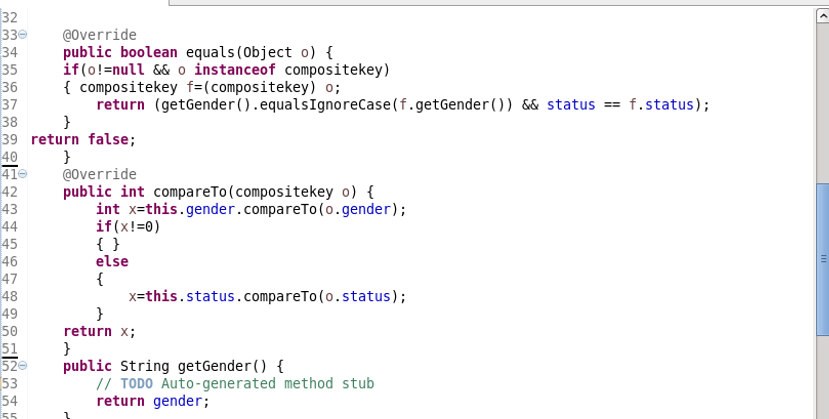 32
33 @Override
34 public boolean equals(Object o) {
35 if(o!=null && o instanceof compositekey)
36 { compositekey f=(compositekey) o;
37 return (getGender().equalsIgnoreCase(f.getGender()) && status == f.status);
38 }
39 return false;
40 }
41 @Override
42 public int compareTo(compositekey o) {
43 int x=this.gender.compareTo(o.gender);
44 if(x!=0)
45 { }
46 else
47 {
48 x=this.status.compareTo(o.status);
49 }
50 return x;
51 }
52 public String getGender() {
53 // TODO Auto-generated method stub
54 return gender;
55 }